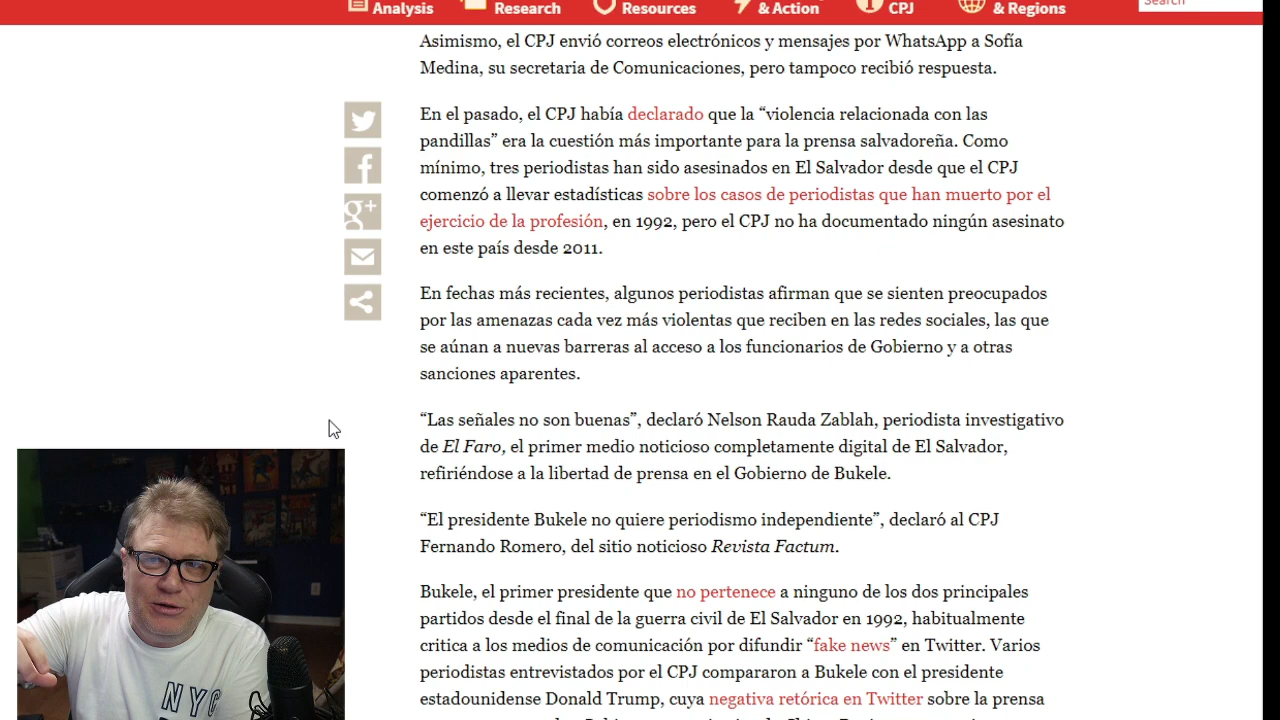 Analysis
Research
Resources
& Action
CPJ
& Regions
Search
Asimismo, el CPJ envió correos electrónicos y mensajes por WhatsApp a Sofía
Medina, su secretaria de Comunicaciones, pero tampoco recibió respuesta.
En el pasado, el CPJ había declarado que la “violencia relacionada con las
pandillas” era la cuestión más importante para la prensa salvadoreña. Como
mínimo, tres periodistas han sido asesinados en El Salvador desde que el CPJ
comenzó a llevar estadísticas sobre los casos de periodistas que han muerto por el
ejercicio de la profesión, en 1992, pero el CPJ no ha documentado ningún asesinato
en este país desde 2011.
g+
En fechas más recientes, algunos periodistas afirman que se sienten preocupados
por las amenazas cada vez más violentas que reciben en las redes sociales, las que
se aúnan a nuevas barreras al acceso a los funcionarios de Gobierno y a otras
sanciones aparentes.
“Las señales no son buenas”, declaró Nelson Rauda Zablah, periodista investigativo
de El Faro, el primer medio noticioso completamente digital de El Salvador,
refiriéndose a la libertad de prensa en el Gobierno de Bukele.
“El presidente Bukele no quiere periodismo independiente”, declaró al CPJ
Fernando Romero, del sitio noticioso Revista Factum.
Bukele, el primer presidente que no pertenece a ninguno de los dos principales
partidos desde el final de la guerra civil de El Salvador en 1992, habitualmente
critica a los medios de comunicación por difundir “fake news” en Twitter. Varios
periodistas entrevistados por el CPJ compararon a Bukele con el presidente
estadounidense Donald Trump, cuya negativa retórica en Twitter sobre la prensa
NYC